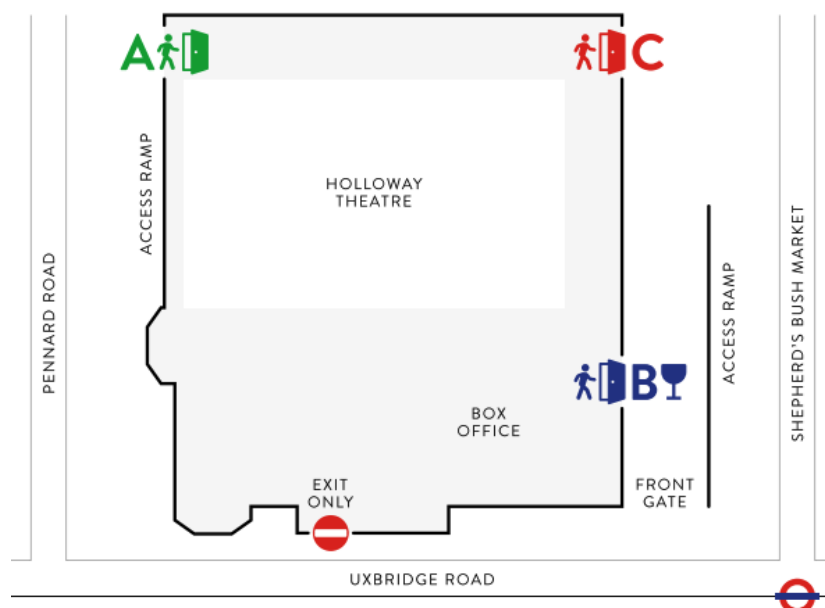 A
C
HOLLOWAY
THEATRE
ACCESS RAMP
PENNARD ROAD
ACCESS RAMP
SHEPHERD'S BUSH MARKET
B
BOX
OFFICE
EXIT
ONLY
FRONT
GATE
UXBRIDGE ROAD